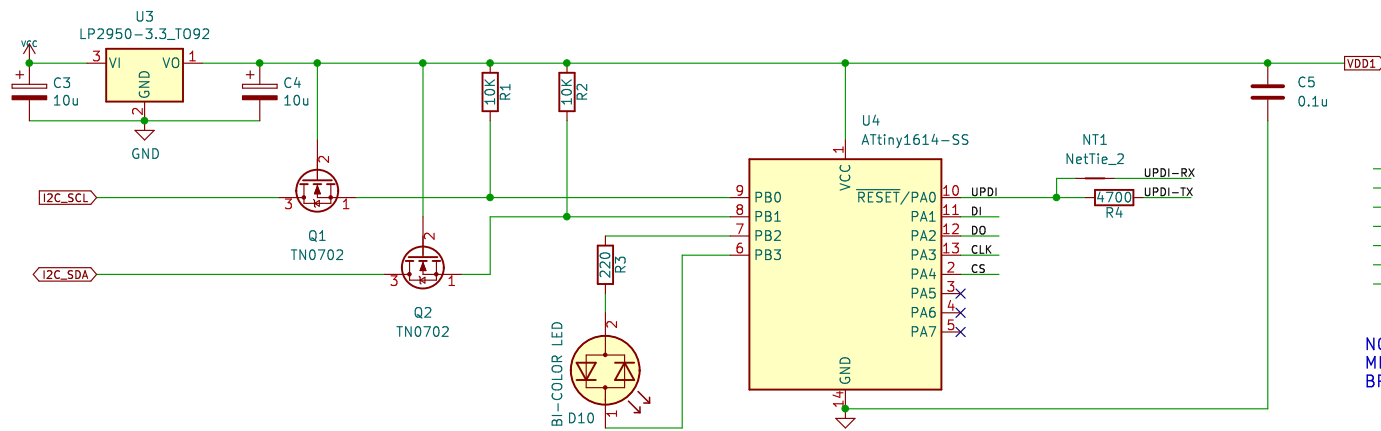 U3
LP2950-3.3_TO92
vcc
3 VI VO 1
GND
2
+ C3
10u
+ C4
10u
GND
10K
R1
10K
R2
VDD1
C5
0.1u
I2C_SCL
2
3 1
Q1
TN0702
I2C_SDA
2
3 1
Q2
TN0702
220
R3
BI-COLOR LED
2
1
D10
U4
ATtiny1614-SS
1
VCC
9 PB0
8 PB1
7 PB2
6 PB3
RESET/PA0 10 UPDI
PA1 11 DI
PA2 12 DO
PA3 13 CLK
PA4 2 CS
PA5 3
PA6 4
PA7 5
GND
14
NT1
NetTie_2
UPDI-RX
UPDI-TX
4700
R4